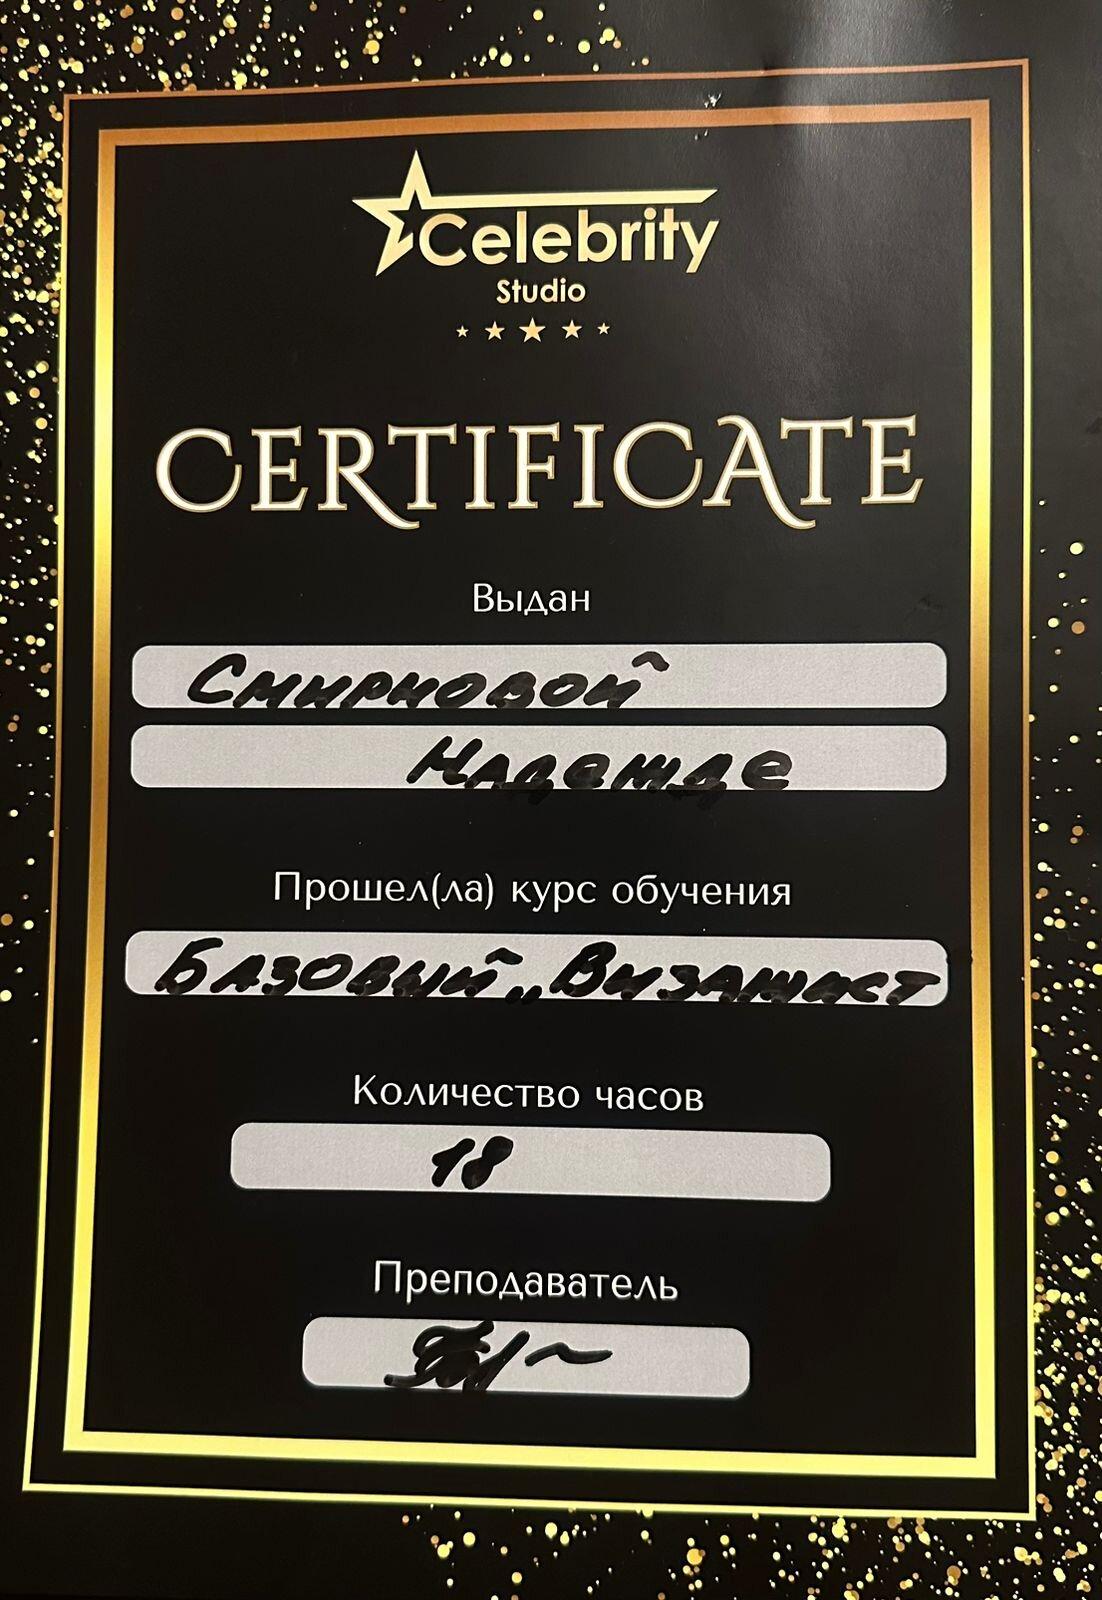 Celebrity
Studio
CERTIFICATE
Выдан
Смирновой
Надежде
Прошел(ла) курс обучения
Базовый „Визажист
Количество часов
18
Преподаватель